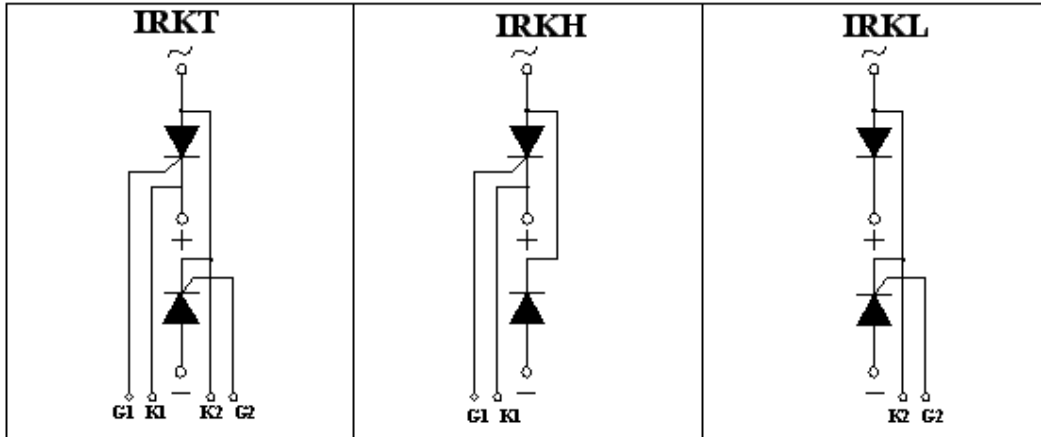 IRKT
~
+
−
G1 K1 K2 G2
IRKH
~
+
−
G1 K1
IRKL
~
+
−
K2 G2